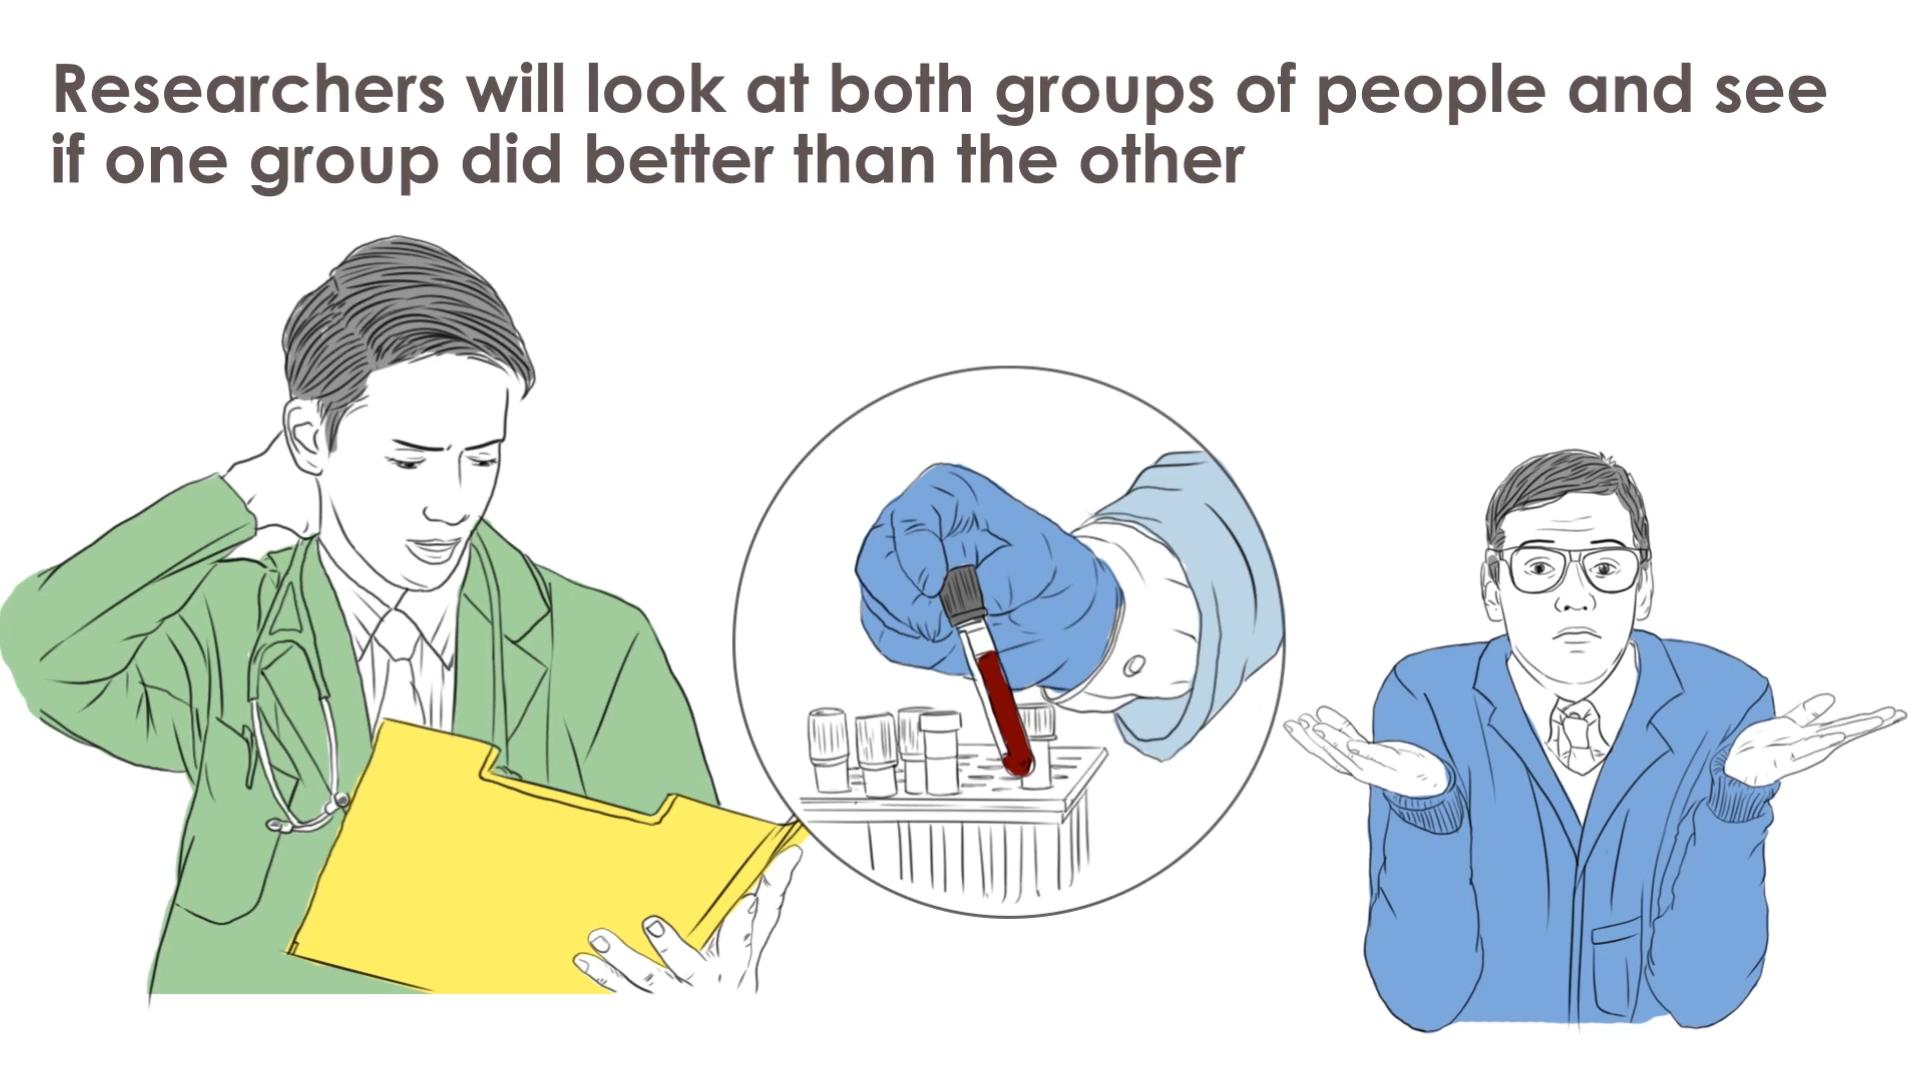 Researchers will look at both groups of people and see
if one group did better than the other